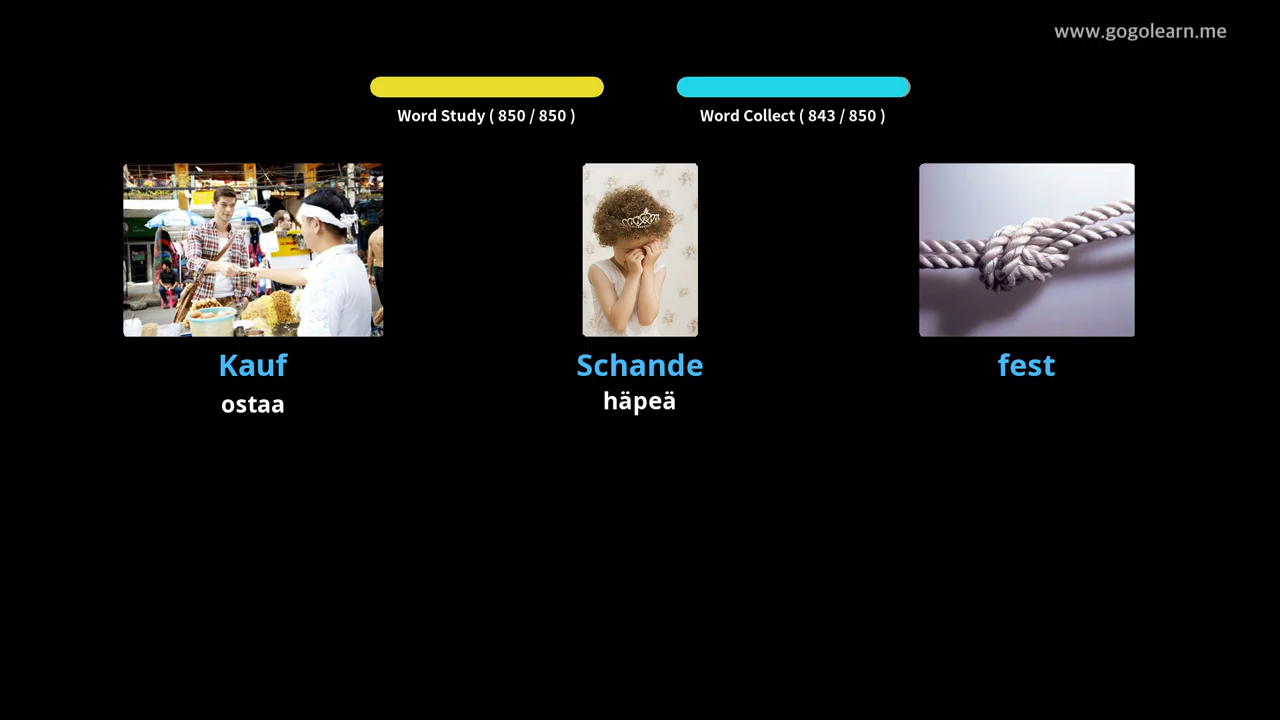 www.gogolearn.me
Word Study ( 850 / 850 )
Word Collect ( 843 / 850 )
Kauf
ostaa
Schande
häpeä
fest